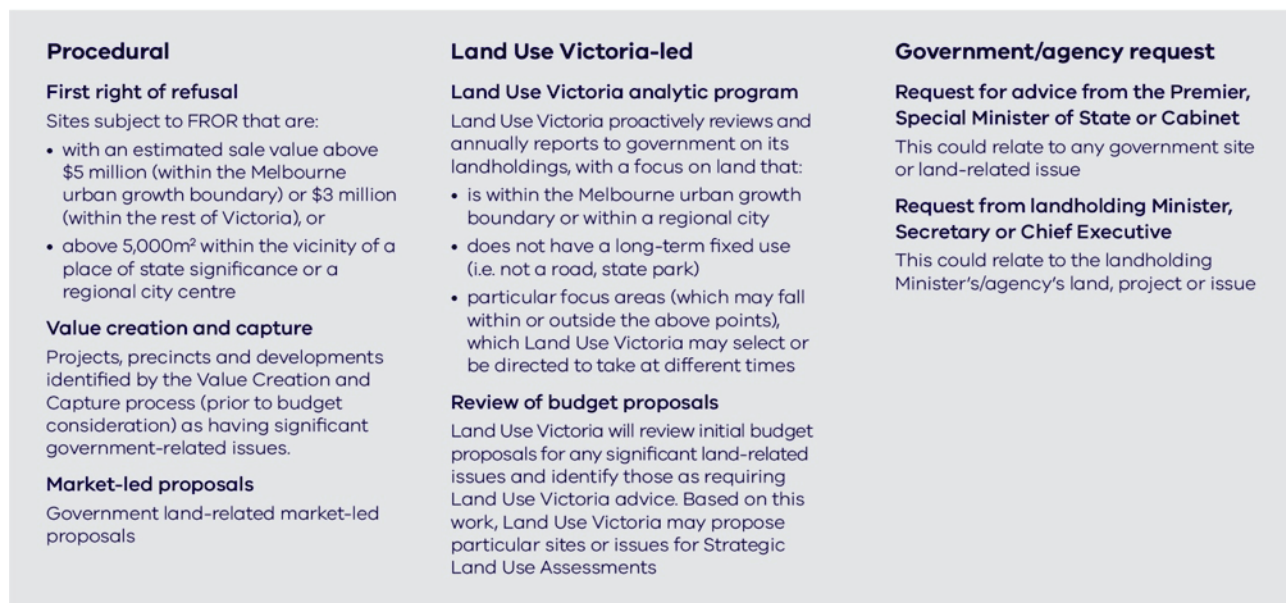 Procedural
First right of refusal
Sites subject to FROR that are:
• with an estimated sale value above
$5 million (within the Melbourne
urban growth boundary) or $3 million
(within the rest of Victoria), or
• above 5,000m² within the vicinity of a
place of state significance or a
regional city centre
Value creation and capture
Projects, precincts and developments
identified by the Value Creation and
Capture process (prior to budget
consideration) as having significant
government-related issues.
Market-led proposals
Government land-related market-led
proposals
Land Use Victoria-led
Land Use Victoria analytic program
Land Use Victoria proactively reviews and
annually reports to government on its
landholdings, with a focus on land that:
• is within the Melbourne urban growth
boundary or within a regional city
• does not have a long-term fixed use
(i.e. not a road, state park)
• particular focus areas (which may fall
within or outside the above points),
which Land Use Victoria may select or
be directed to take at different times
Review of budget proposals
Land Use Victoria will review initial budget
proposals for any significant land-related
issues and identify those as requiring
Land Use Victoria advice. Based on this
work, Land Use Victoria may propose
particular sites or issues for Strategic
Land Use Assessments
Government/agency request
Request for advice from the Premier,
Special Minister of State or Cabinet
This could relate to any government site
or land-related issue
Request from landholding Minister,
Secretary or Chief Executive
This could relate to the landholding
Minister's/agency's land, project or issue